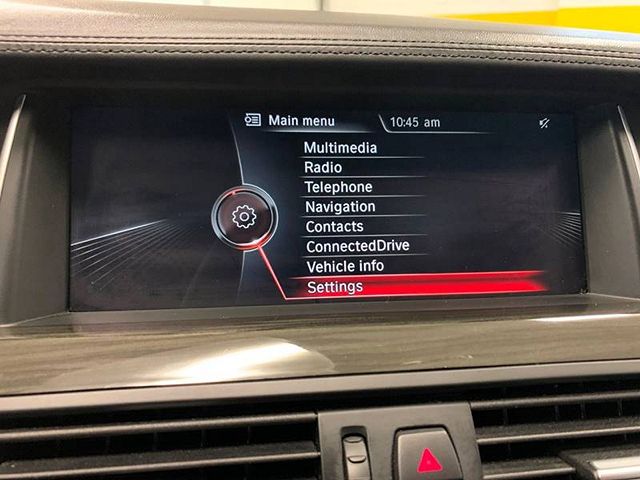 Main menu 10:45 am
Multimedia
Radio
Telephone
Navigation
Contacts
ConnectedDrive
Vehicle info
Settings